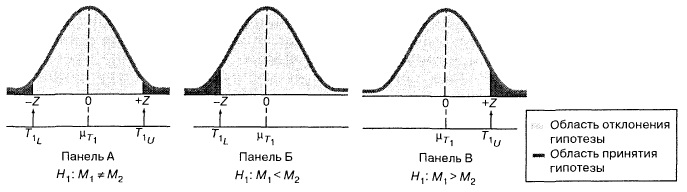 –Z 0 +Z
T1L μT1 T1U
Панель А
H1: M1 ≠ M2
–Z 0
T1L μT1
Панель Б
H1: M1 < M2
0 +Z
μT1 T1U
Панель В
H1: M1 > M2
Область отклонения
гипотезы
Область принятия
гипотезы